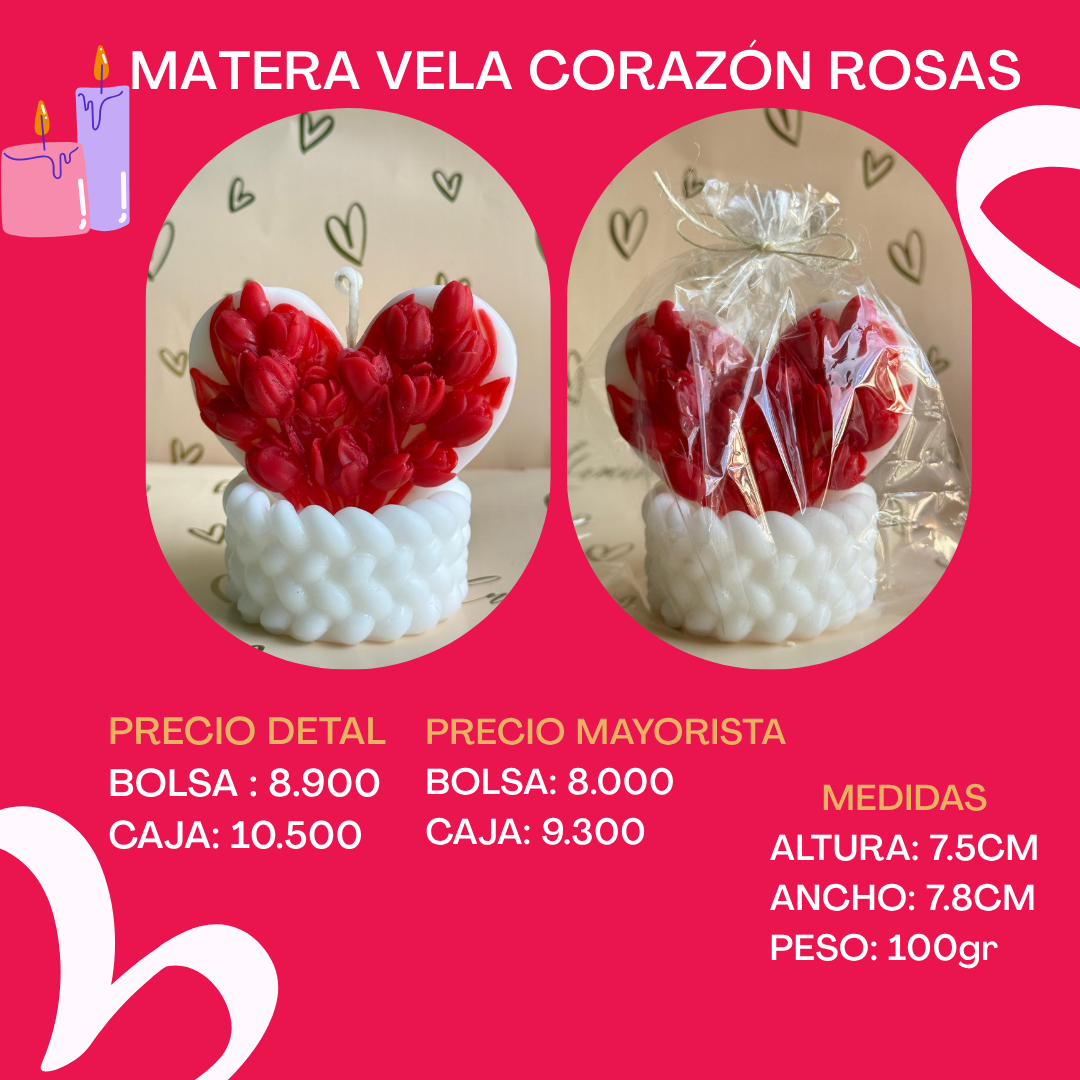 MATERA VELA CORAZÓN ROSAS
PRECIO DETAL
BOLSA : 8.900
CAJA: 10.500
PRECIO MAYORISTA
BOLSA: 8.000
CAJA: 9.300
MEDIDAS
ALTURA: 7.5CM
ANCHO: 7.8CM
PESO: 100gr